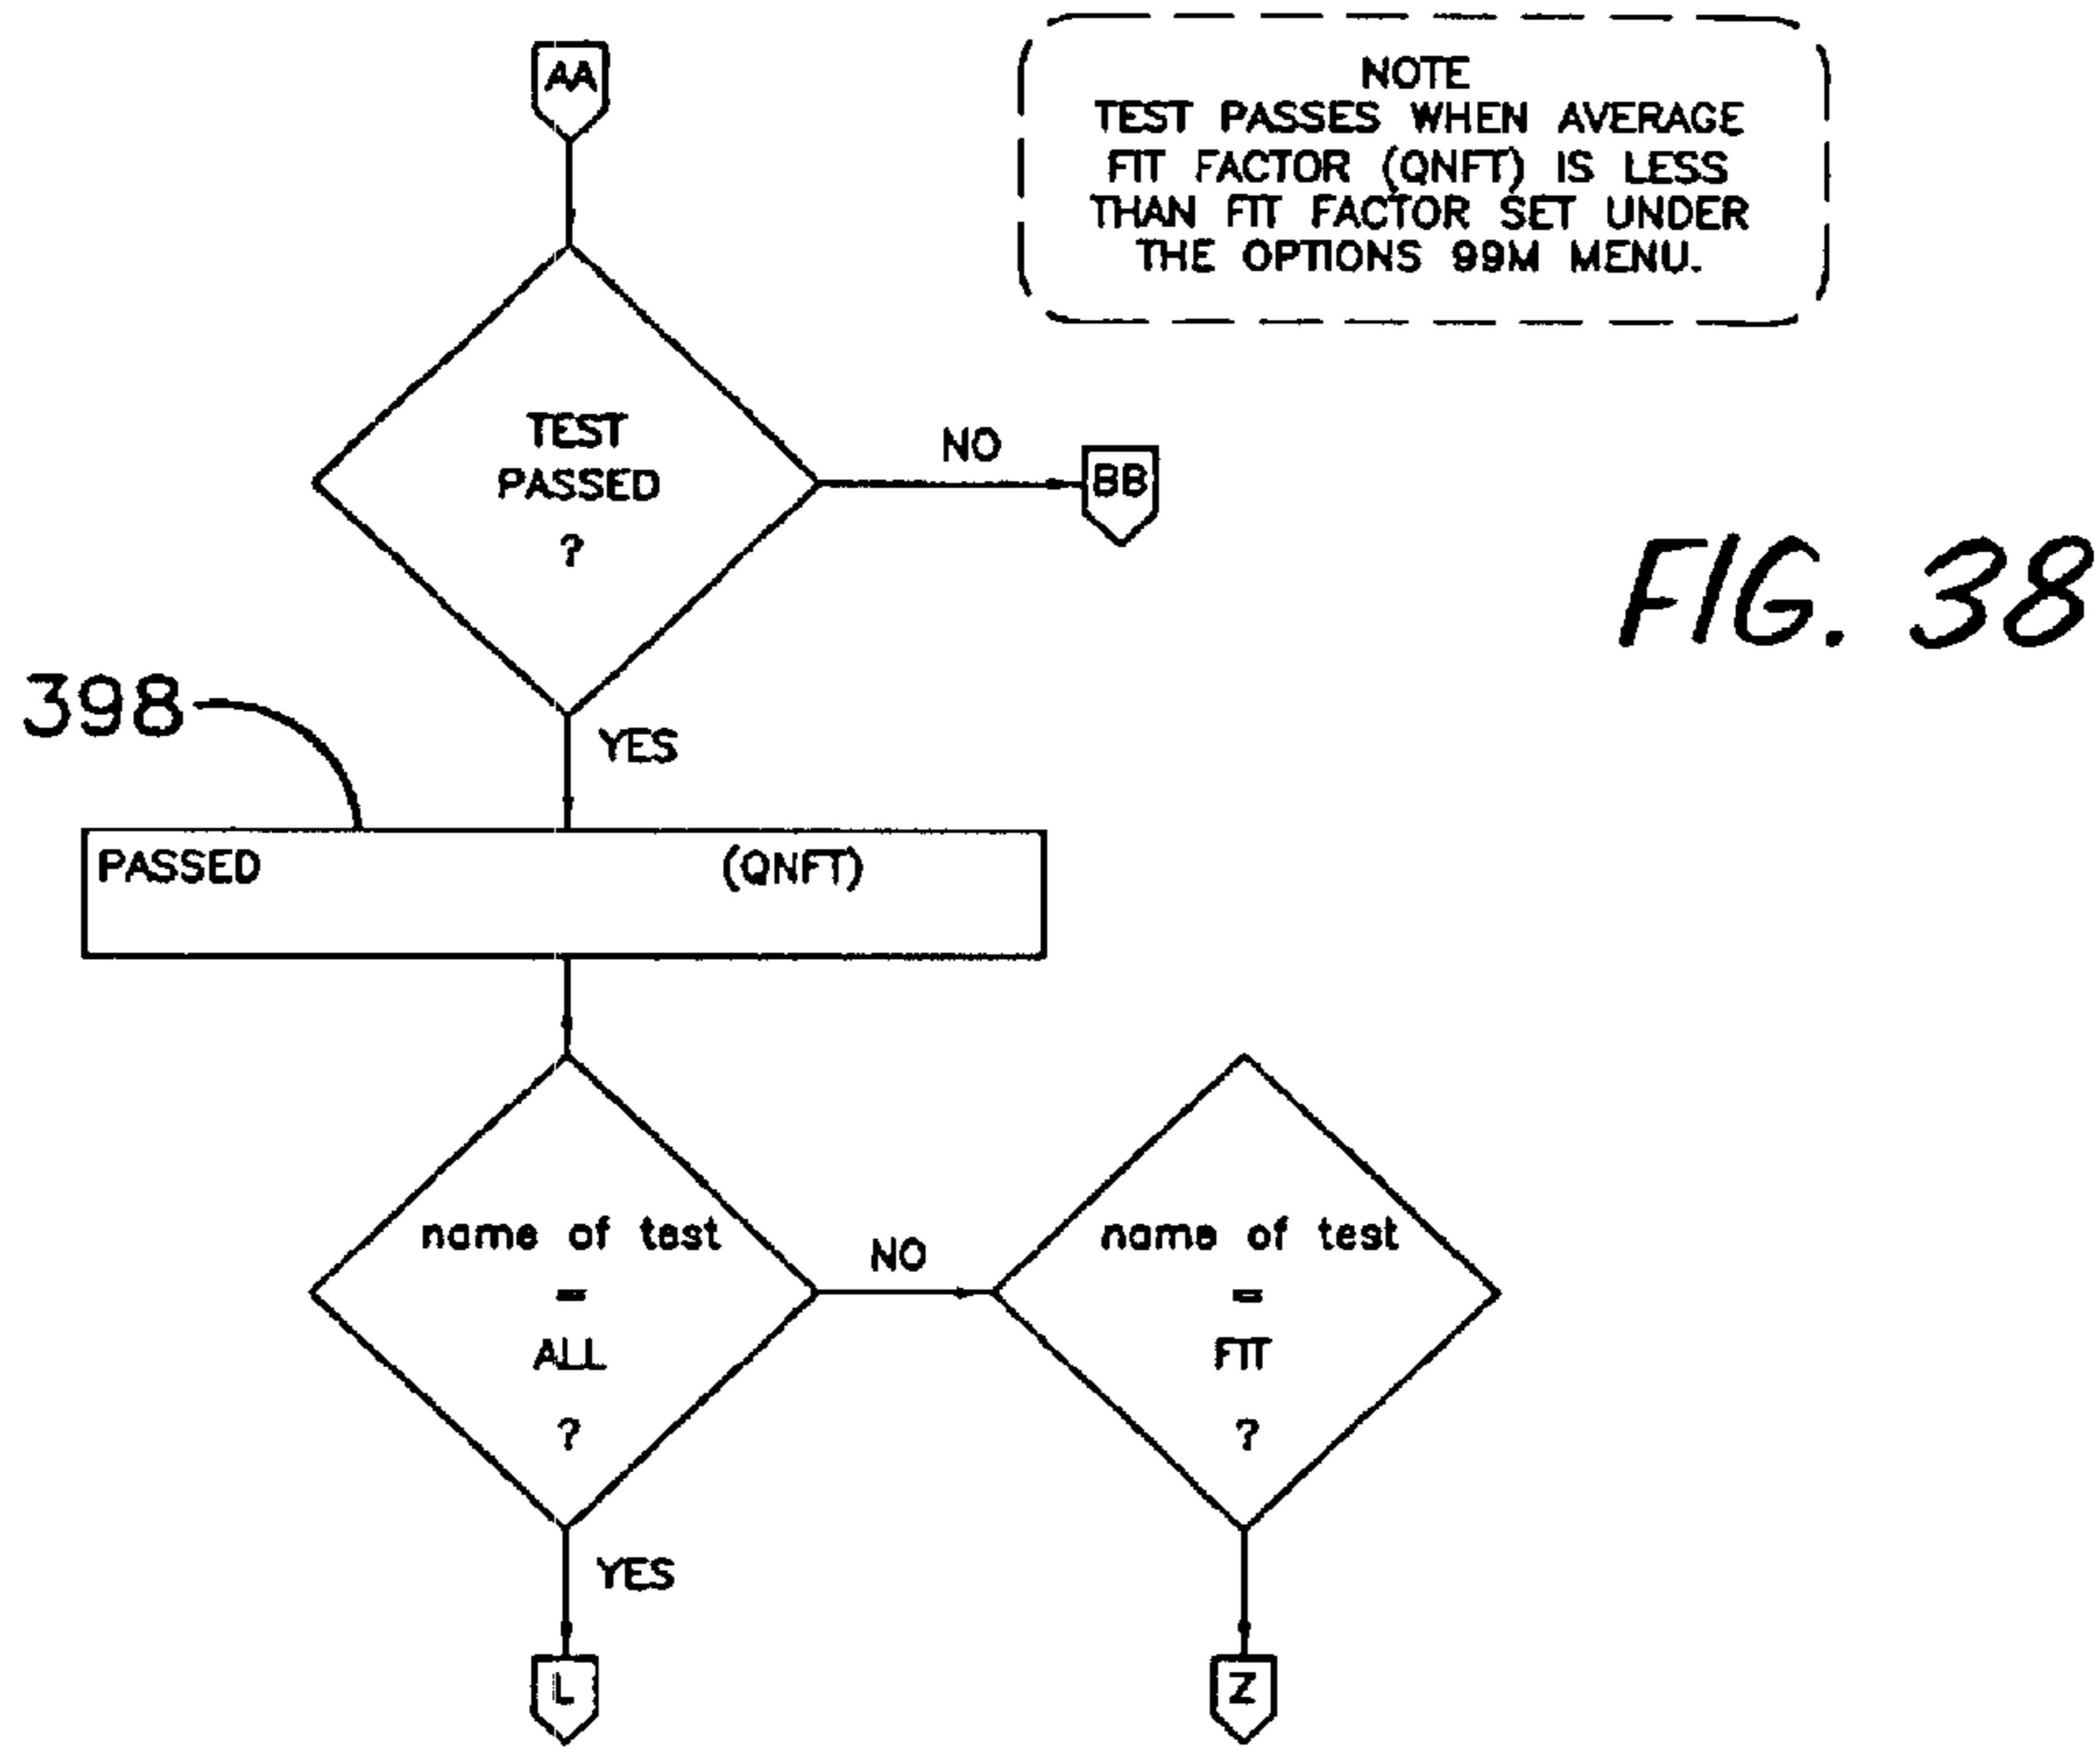 AA
NOTE
TEST PASSES WHEN AVERAGE
FIT FACTOR (QNFT) IS LESS
THAN FIT FACTOR SET UNDER
THE OPTIONS 99M MENU.
TEST
PASSED
?
NO
BB
FIG. 38
398
YES
PASSED (QNFT)
name of test
=
ALL
?
NO
name of test
=
FIT
?
YES
L
Z